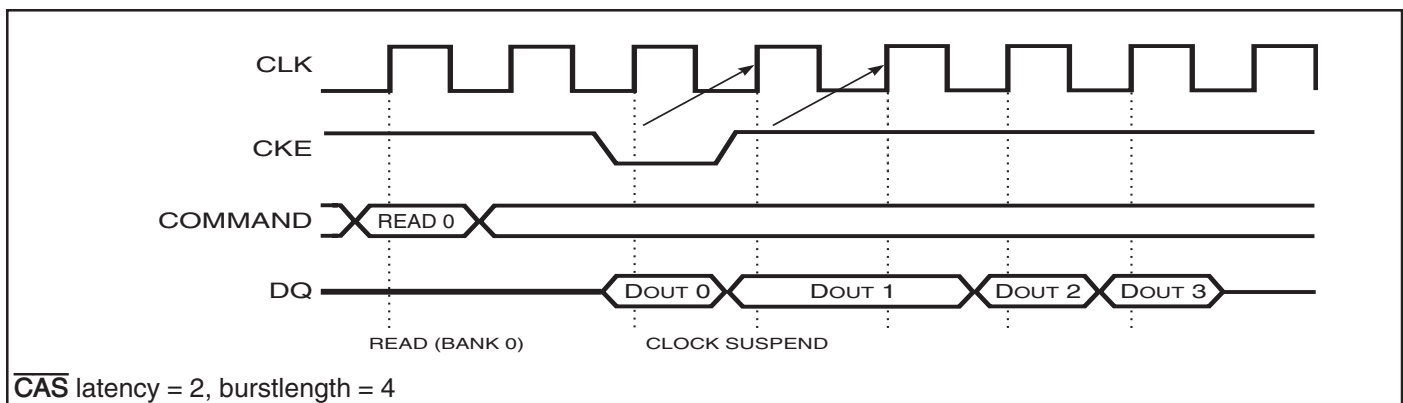 CLK
CKE
COMMAND READ 0
DQ DOUT 0 DOUT 1 DOUT 2 DOUT 3
READ (BANK 0) CLOCK SUSPEND
CAS latency = 2, burstlength = 4